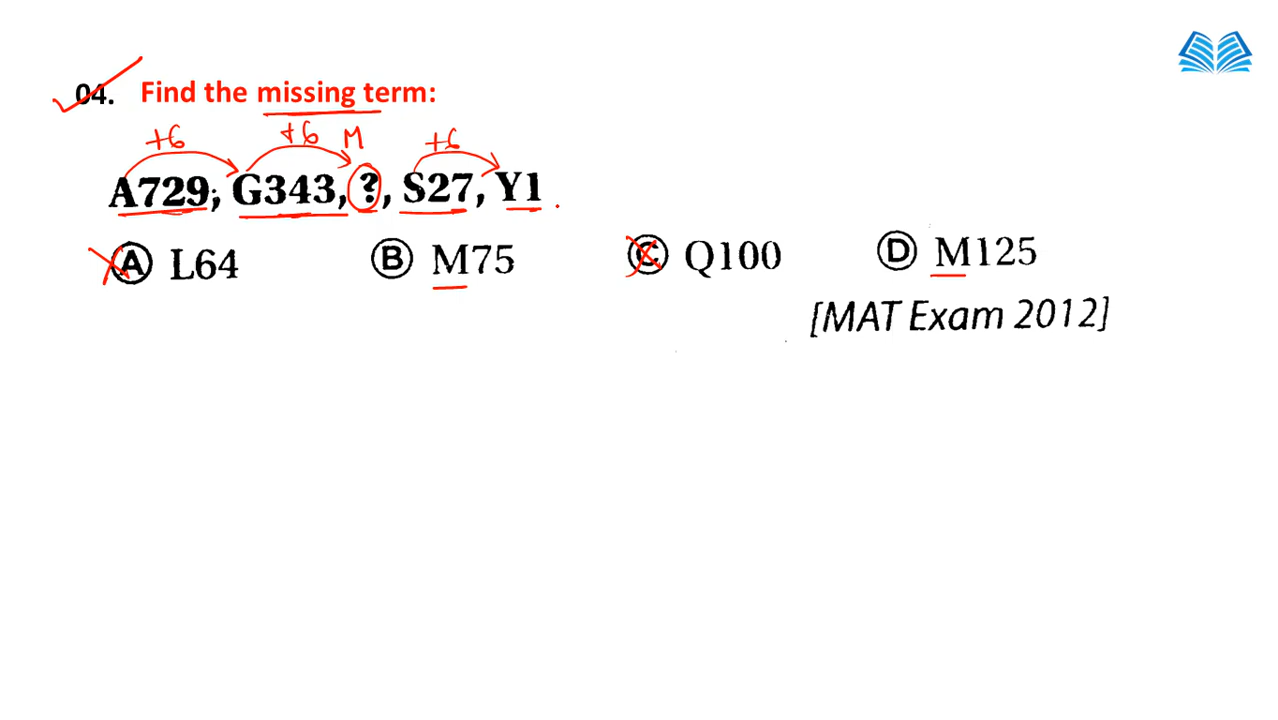 04. Find the missing term:
+6 +6 M +6
A729; G343, ?, S27, Y1.
Ⓐ L64 Ⓑ M75 Ⓒ Q100 Ⓓ M125
[MAT Exam 2012]